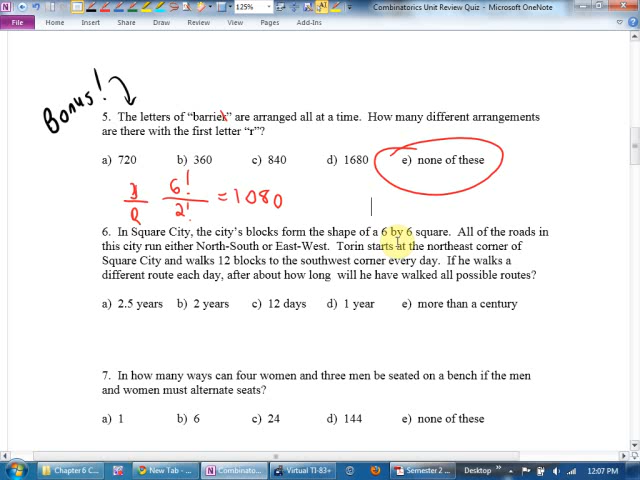 Combinatorics Unit Review Quiz - Microsoft OneNote
File Home Insert Share Draw Review View Add-Ins Arrangements
125%
Bonus!
5. The letters of "barrier" are arranged all at a time. How many different arrangements
are there with the first letter "r"?
a) 720 b) 360 c) 840 d) 1680 e) none of these
6! = 1080
R 2!
6. In Square City, the city's blocks form the shape of a 6 by 6 square. All of the roads in
this city run either North-South or East-West. Torin starts at the northeast corner of
Square City and walks 12 blocks to the southwest corner every day. If he walks a
different route each day, after about how long will he have walked all possible routes?
a) 2.5 years b) 2 years c) 12 days d) 1 year e) more than a century
7. In how many ways can four women and three men be seated on a bench if the men
and women must alternate seats?
a) 1 b) 6 c) 24 d) 144 e) none of these
Chapter 6 C... New Tab - ... Combinato... Virtual TI-83+ Semester 2 ... Desktop » 12:07 PM